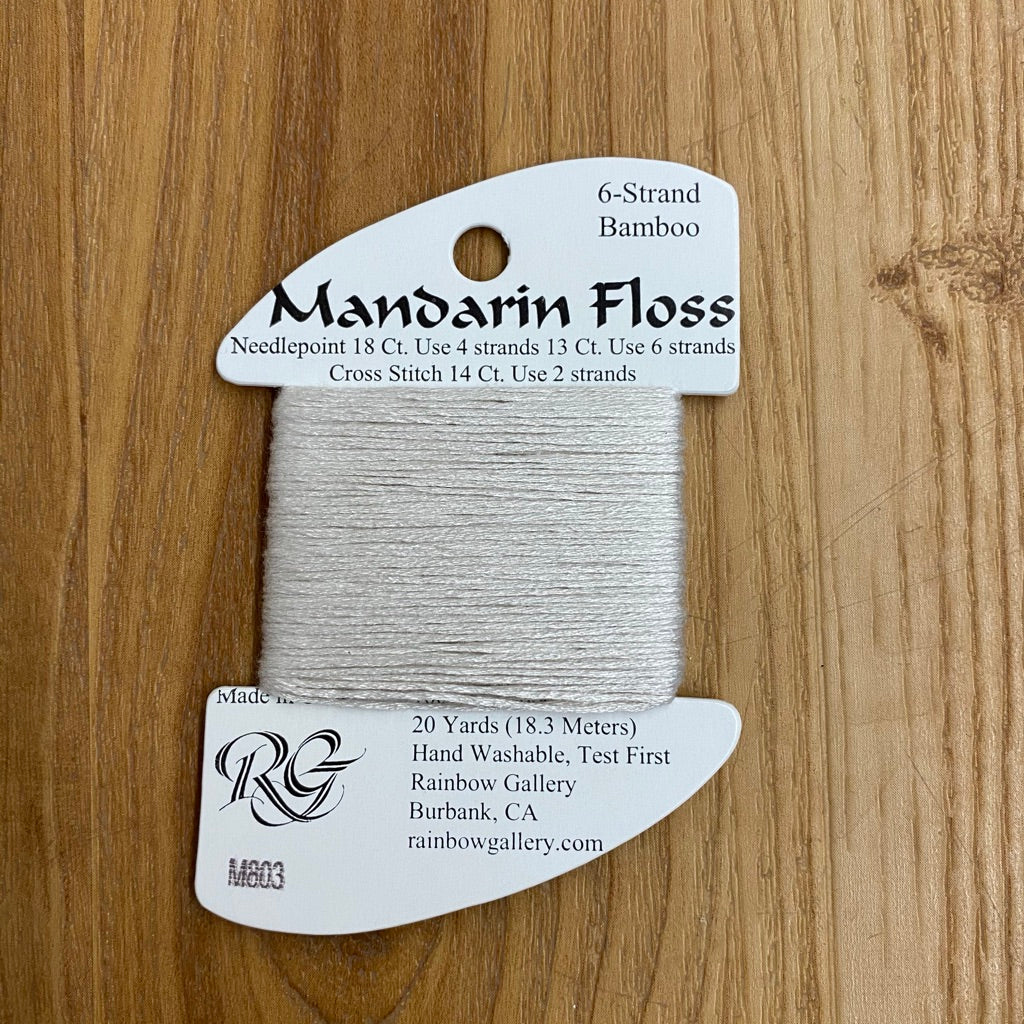 6-Strand
Bamboo
Mandarin Floss
Needlepoint 18 Ct. Use 4 strands 13 Ct. Use 6 strands
Cross Stitch 14 Ct. Use 2 strands
Made in
20 Yards (18.3 Meters)
Hand Washable, Test First
Rainbow Gallery
Burbank, CA
rainbowgallery.com
RG
M803